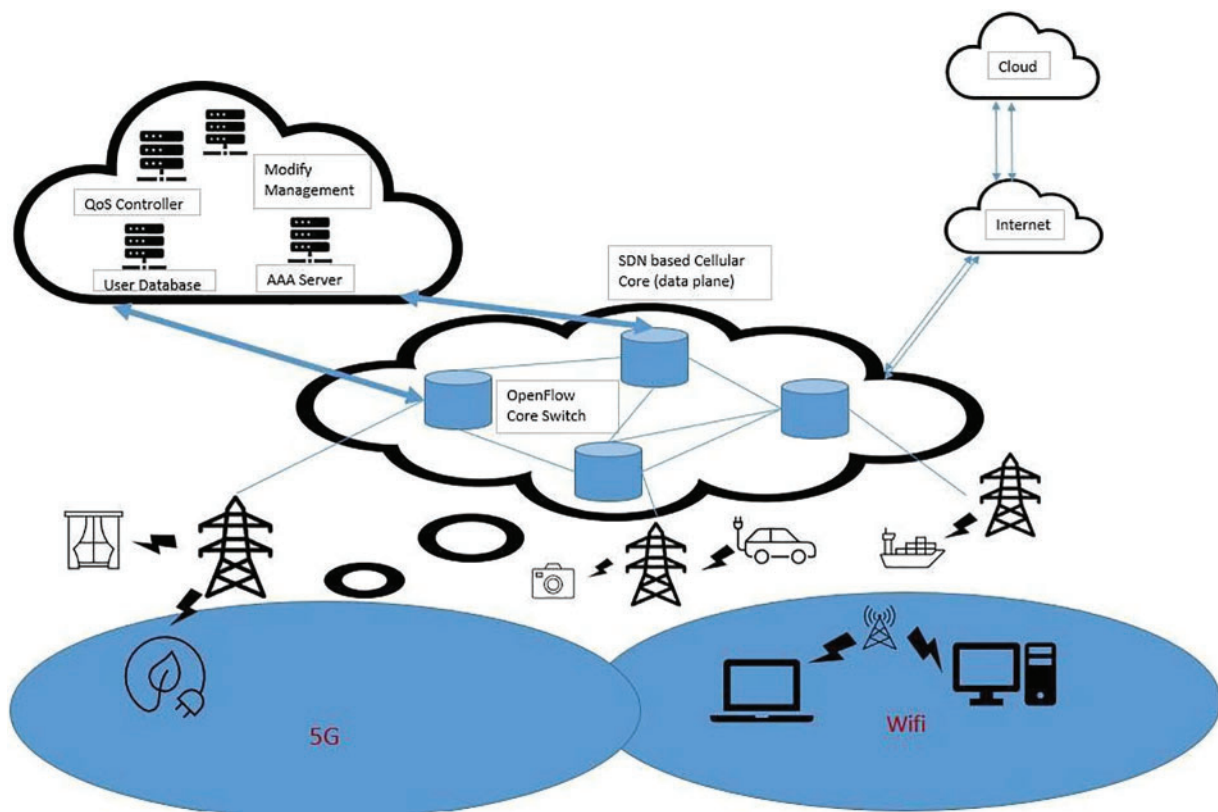 Cloud
Modify
Management
QoS Controller
Internet
SDN based Cellular
Core (data plane)
User Database
AAA Server
OpenFlow
Core Switch
5G
Wifi